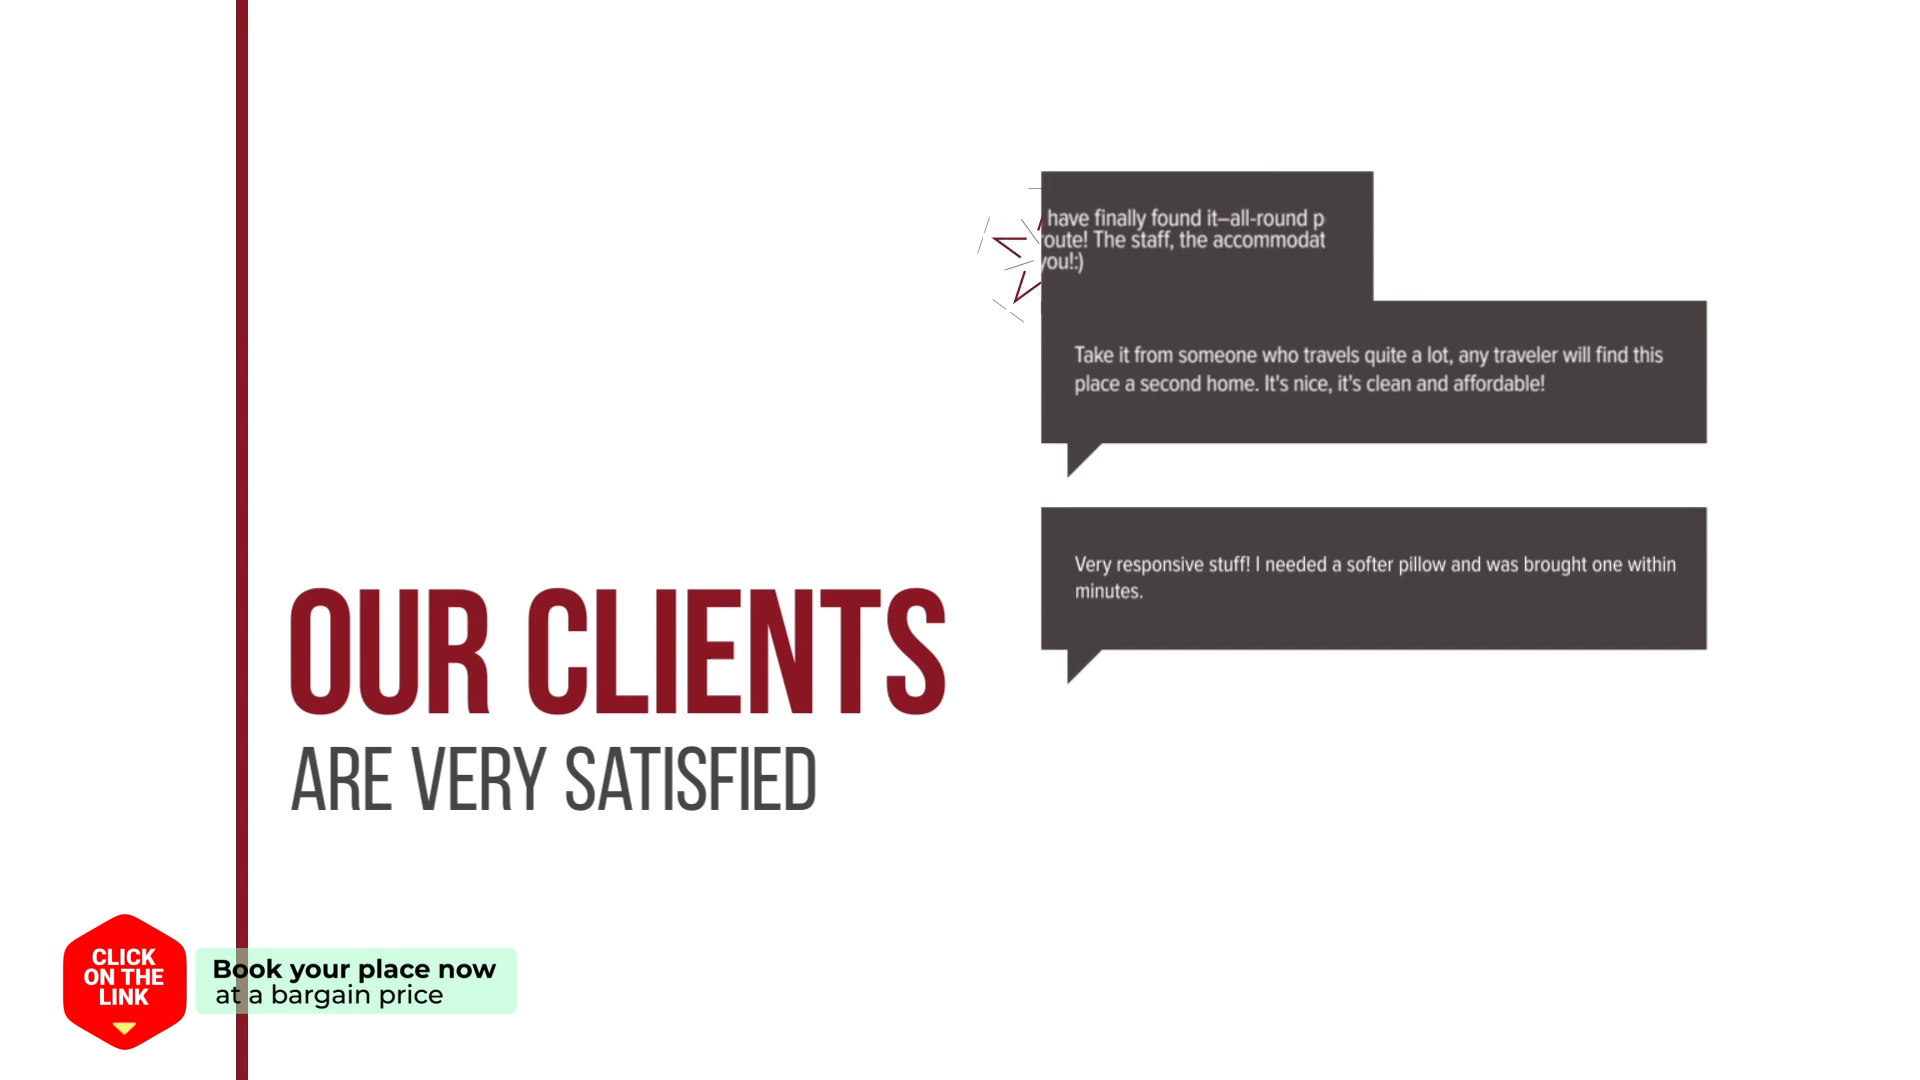 have finally found it–all-round p
route! The staff, the accommodat
you!:)
Take it from someone who travels quite a lot, any traveler will find this
place a second home. It's nice, it's clean and affordable!
Very responsive stuff! I needed a softer pillow and was brought one within
minutes.
OUR CLIENTS
ARE VERY SATISFIED
CLICK
ON THE
LINK
Book your place now
at a bargain price